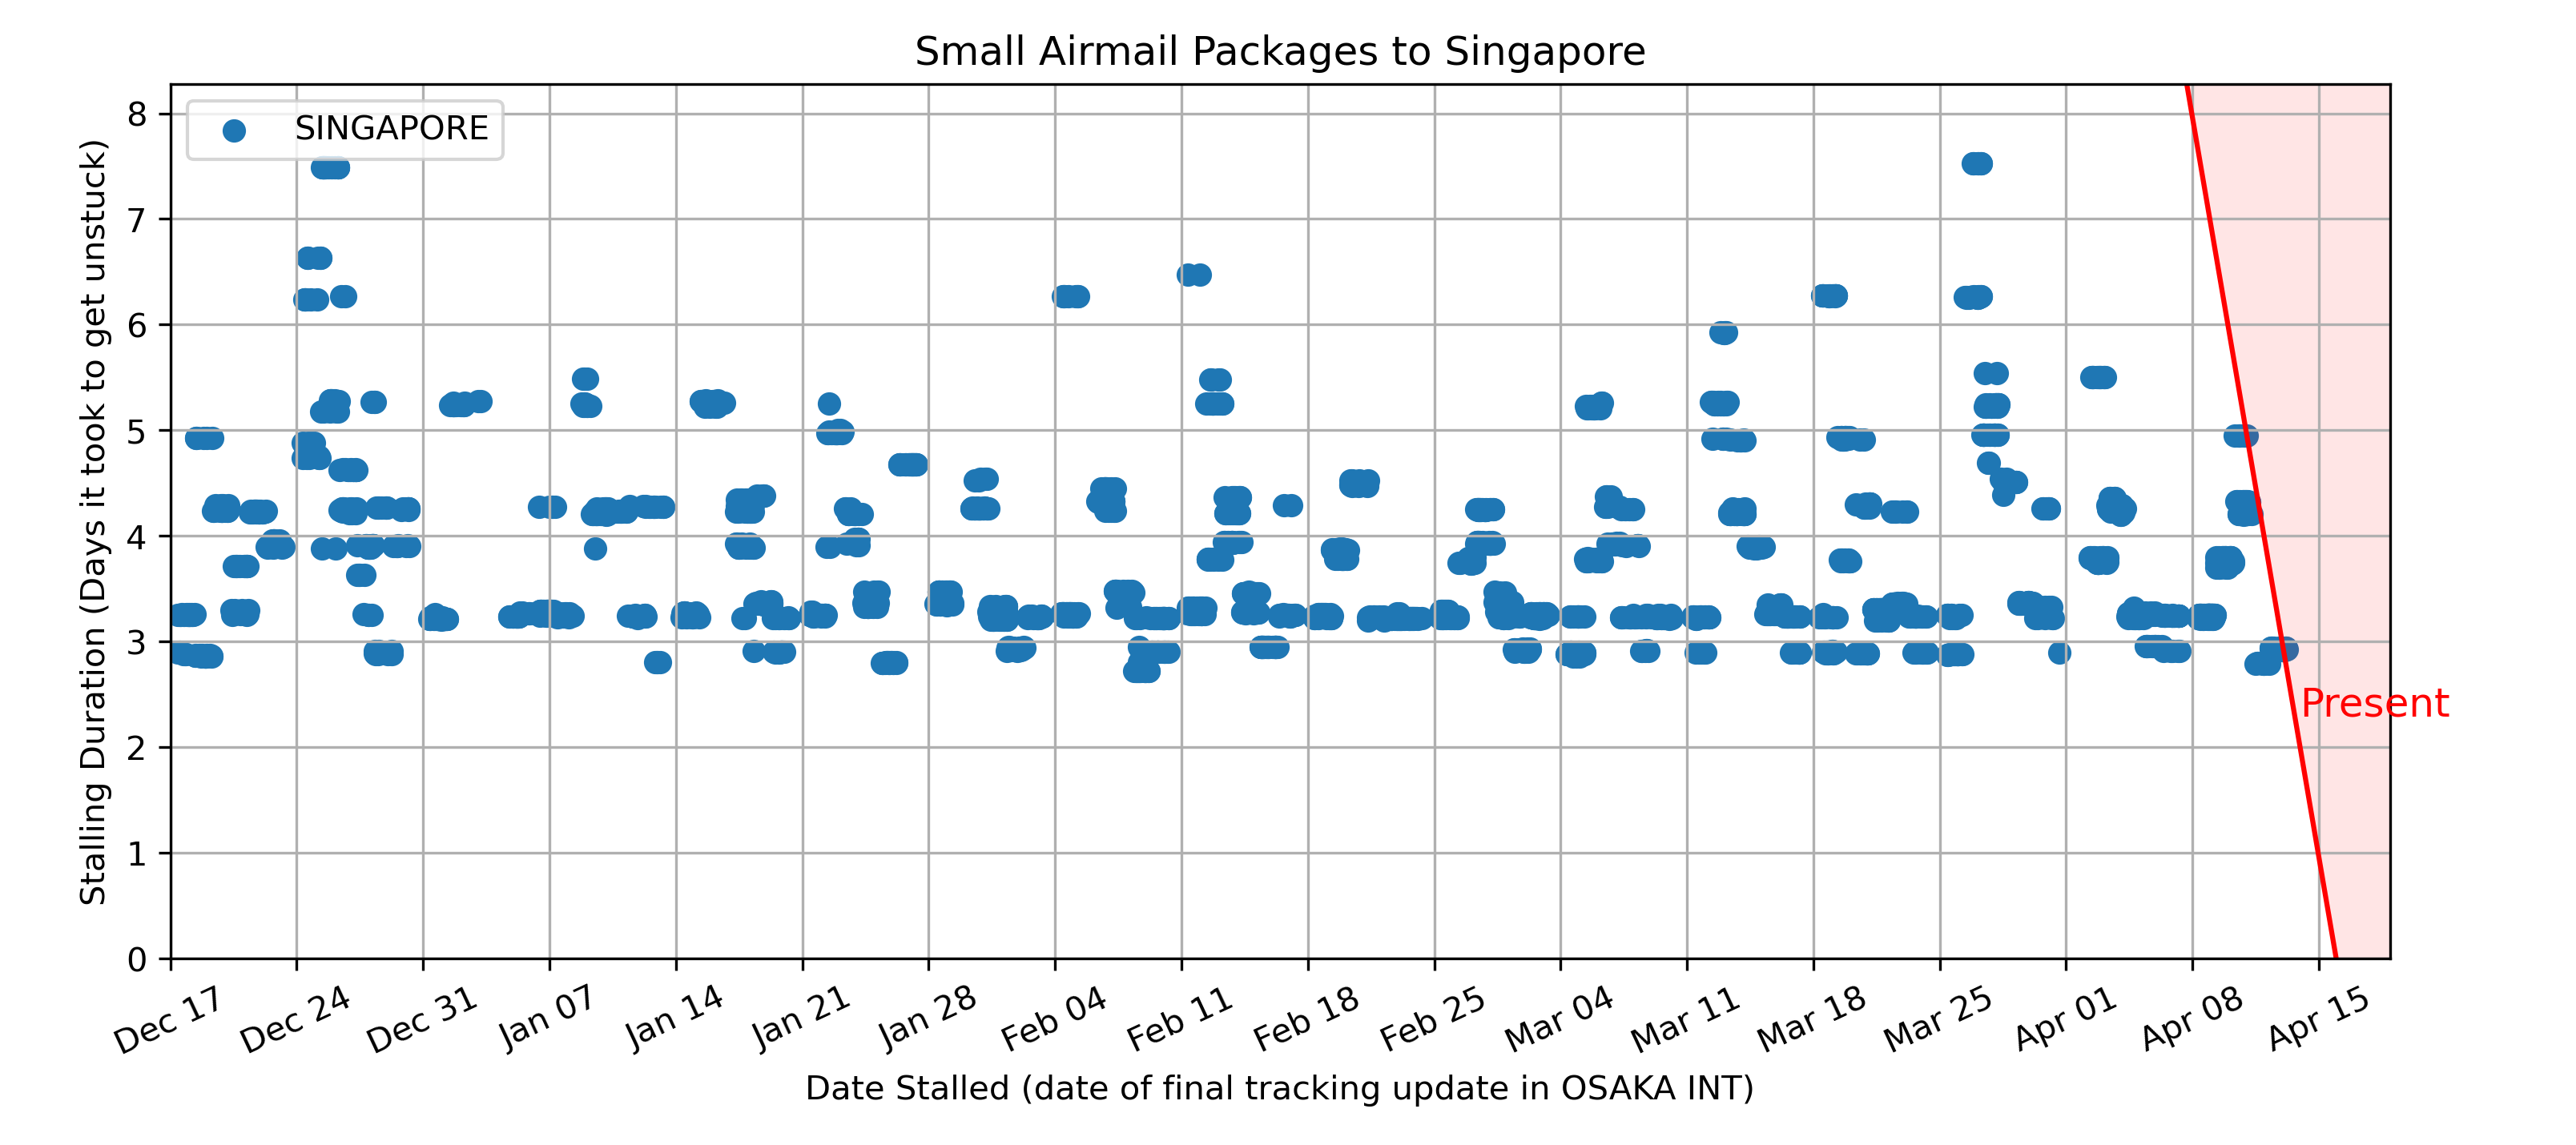 Small Airmail Packages to Singapore
SINGAPORE
Stalling Duration (Days it took to get unstuck)
8
7
6
5
4
3
2
1
0
Present
Dec 17
Dec 24
Dec 31
Jan 07
Jan 14
Jan 21
Jan 28
Feb 04
Feb 11
Feb 18
Feb 25
Mar 04
Mar 11
Mar 18
Mar 25
Apr 01
Apr 08
Apr 15
Date Stalled (date of final tracking update in OSAKA INT)